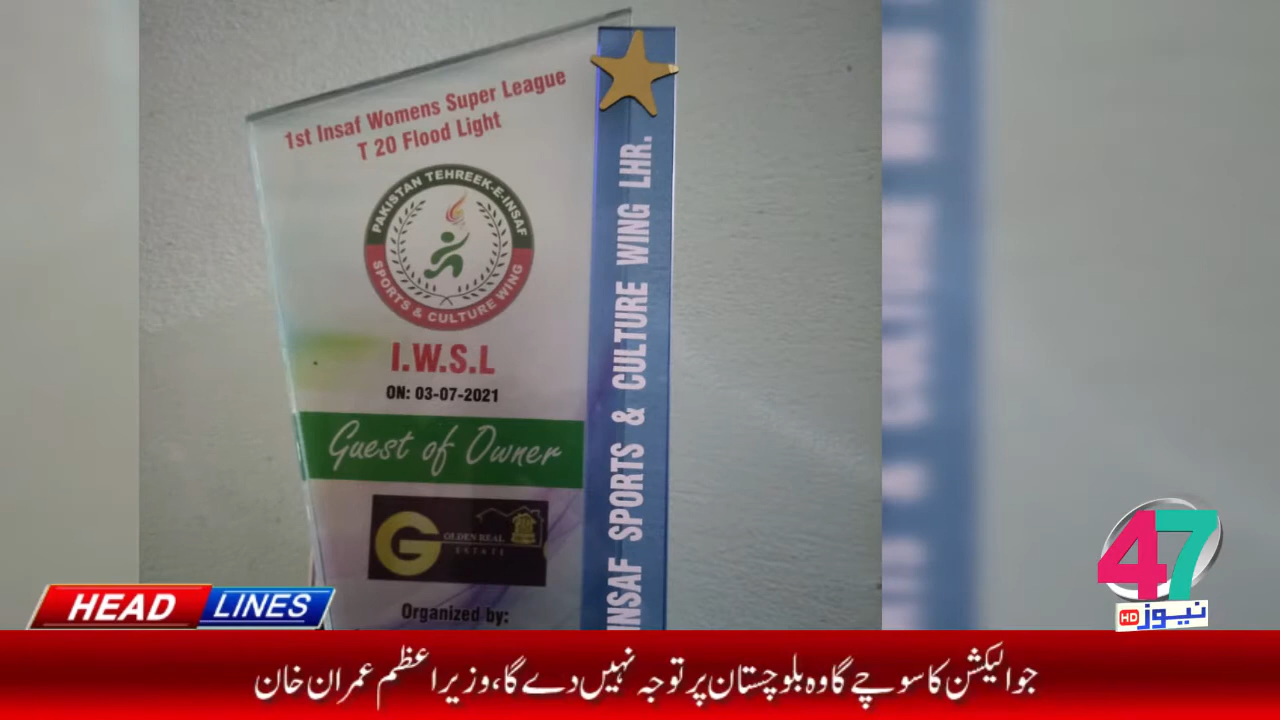 1st Insaf Womens Super League
T 20 Flood Light
PAKISTAN TEHREEK-E-INSAF
SPORTS & CULTURE WING
I.W.S.L
ON: 03-07-2021
Guest of Owner
G OLDEN REAL
ESTATE
Organized by:
INSAF SPORTS & CULTURE WING LHR.
47
HD نیوز
HEAD LINES
جو الیکشن کا سوچے گا وہ بلوچستان پر توجہ نہیں دے گا، وزیراعظم عمران خان